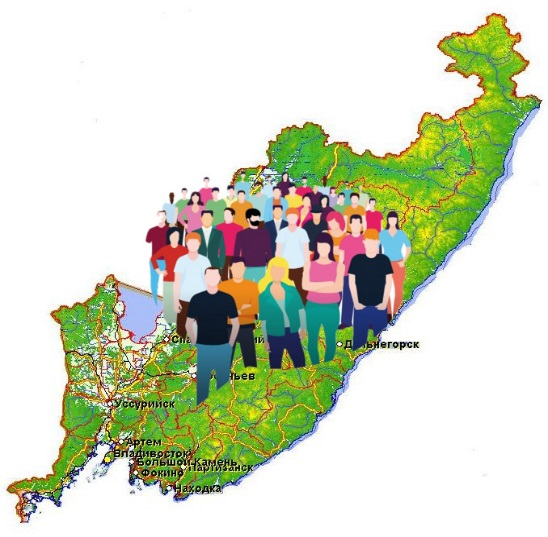 Дальнегорск
Уссурийск
Артем
Владивосток
Большой Камень
Фокино
Партизанск
Находка